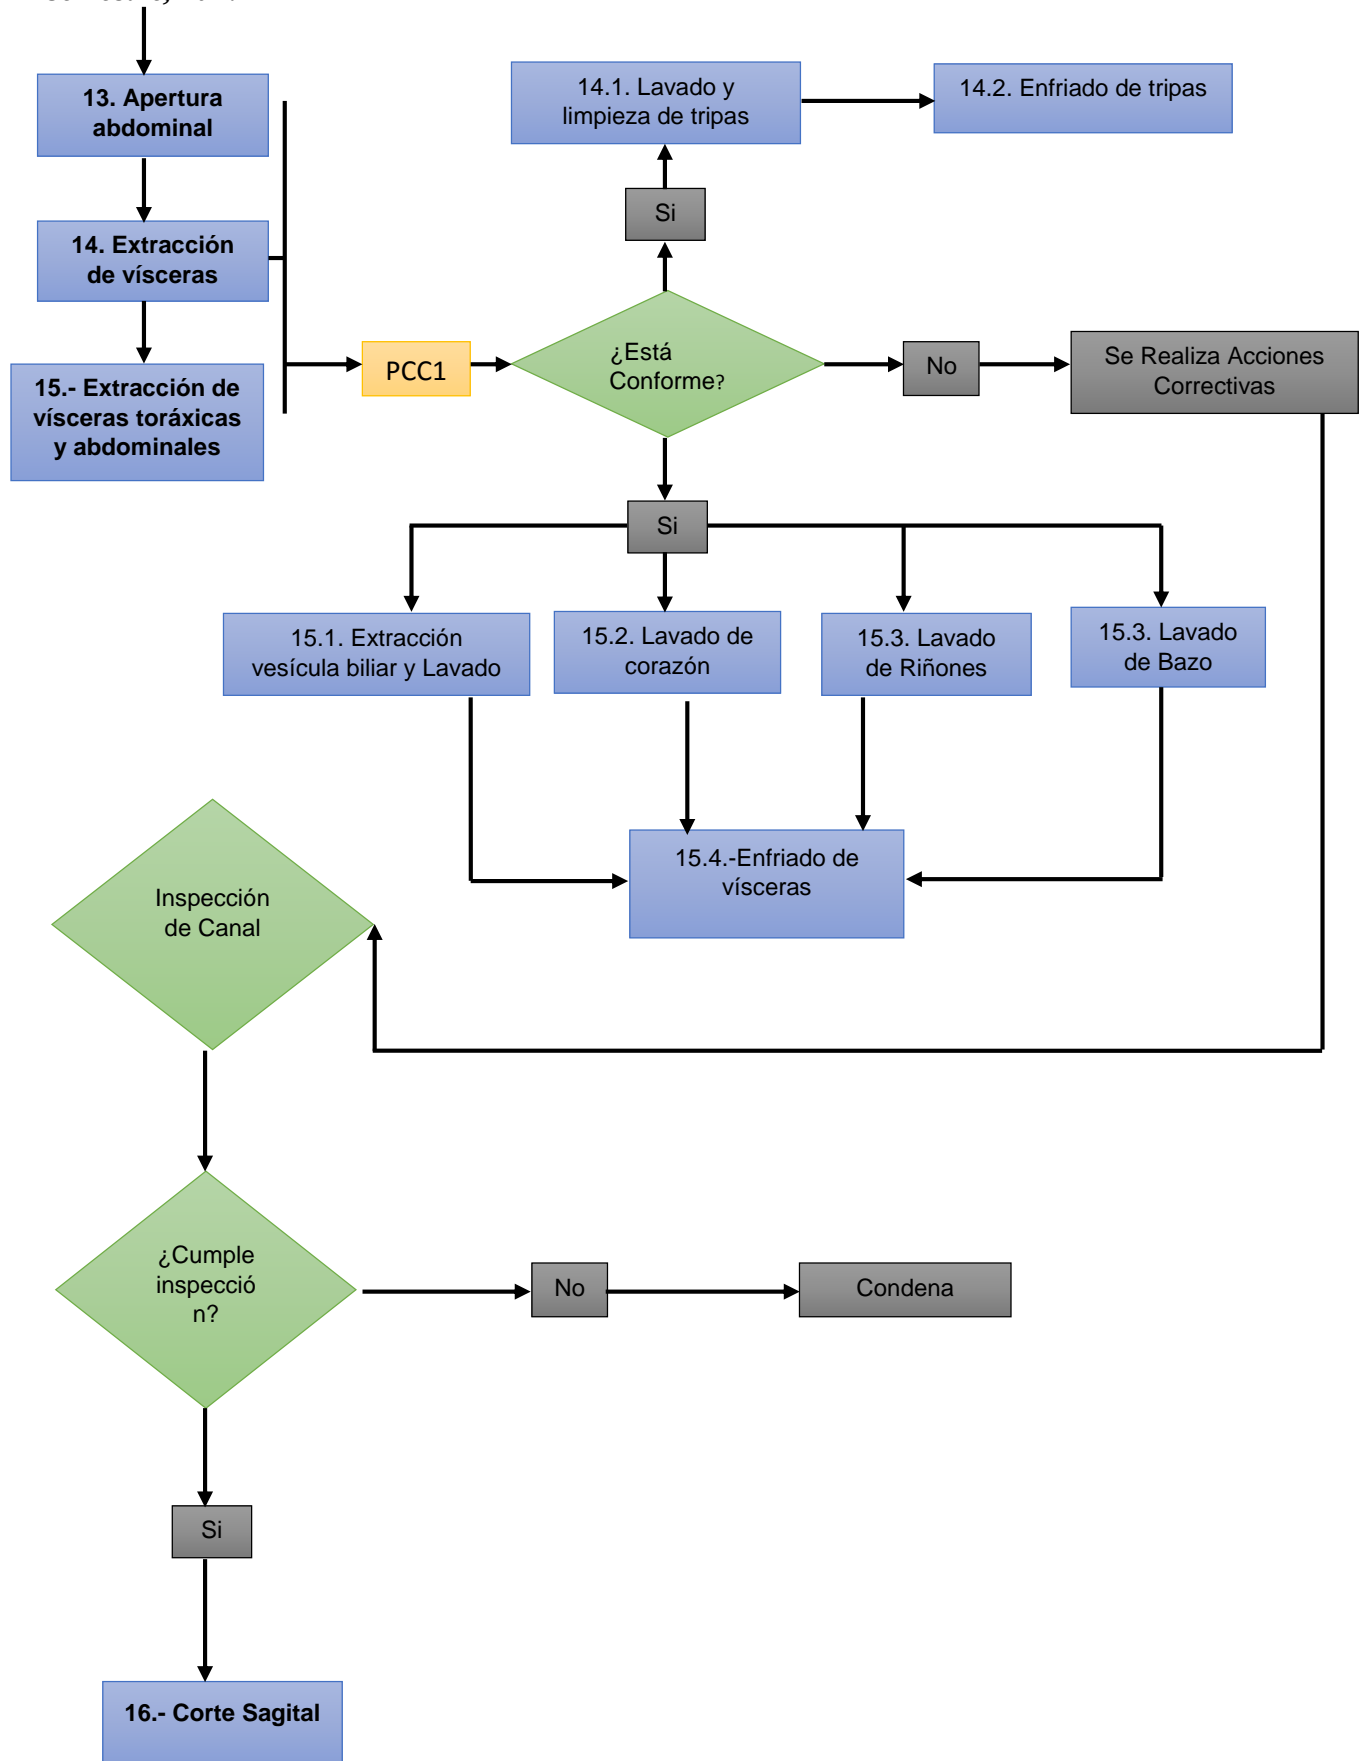 13. Apertura
abdominal
14. Extracción
de vísceras
15.- Extracción de
vísceras toráxicas
y abdominales
PCC1
14.1. Lavado y
limpieza de tripas
14.2. Enfriado de tripas
Si
¿Está
Conforme?
No
Se Realiza Acciones
Correctivas
Si
15.1. Extracción
vesícula biliar y Lavado
15.2. Lavado de
corazón
15.3. Lavado
de Riñones
15.3. Lavado
de Bazo
15.4.-Enfriado de
vísceras
Inspección
de Canal
¿Cumple
inspecció
n?
No
Condena
Si
16.- Corte Sagital